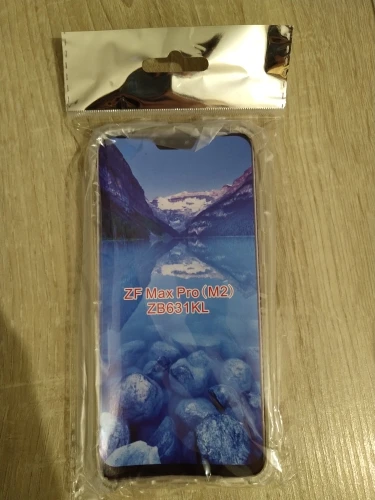 ZF Max Pro(M2)
ZB631KL